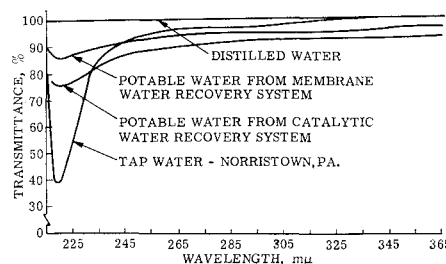 TRANSMITTANCE, %
100
90
80
70
60
50
40
30
0
DISTILLED WATER
POTABLE WATER FROM MEMBRANE
WATER RECOVERY SYSTEM
POTABLE WATER FROM CATALYTIC
WATER RECOVERY SYSTEM
TAP WATER - NORRISTOWN, PA.
225 245 265 285 305 325 345 365
WAVELENGTH, mµ